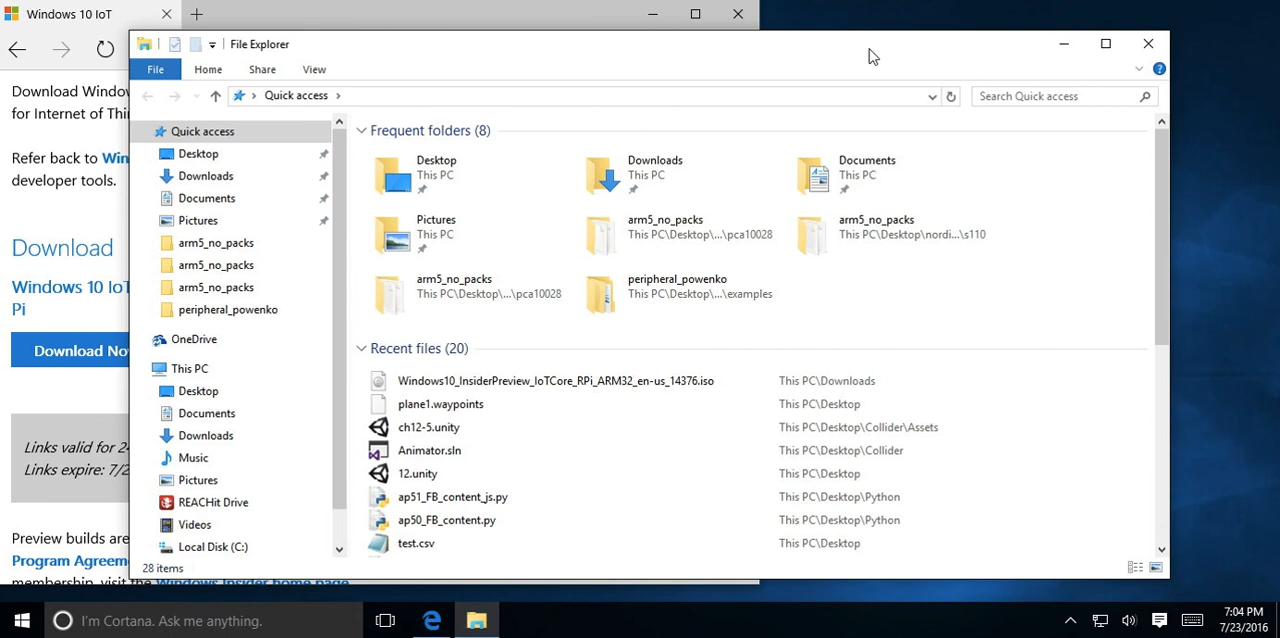 Windows 10 IoT
Download Window
for Internet of Thi
Refer back to Win
developer tools.
Download
Windows 10 IoT
Pi
Download No
Links valid for 24
Links expire: 7/2
Preview builds are
Program Agreem
membership, visit the Windows Insider home page
File Explorer
File Home Share View
Quick access
Search Quick access
Quick access
Desktop
Downloads
Documents
Pictures
arm5_no_packs
arm5_no_packs
arm5_no_packs
peripheral_powenko
OneDrive
This PC
Desktop
Documents
Downloads
Music
Pictures
REACHit Drive
Videos
Local Disk (C:)
Frequent folders (8)
Desktop
This PC
Downloads
This PC
Documents
This PC
Pictures
This PC
arm5_no_packs
This PC\Desktop\...\pca10028
arm5_no_packs
This PC\Desktop\nordi...\s110
arm5_no_packs
This PC\Desktop\...\pca10028
peripheral_powenko
This PC\Desktop\...\examples
Recent files (20)
Windows10_InsiderPreview_IoTCore_RPi_ARM32_en-us_14376.iso This PC\Downloads
plane1.waypoints This PC\Desktop
ch12-5.unity This PC\Desktop\Collider\Assets
Animator.sln This PC\Desktop\Collider
12.unity This PC\Desktop
ap51_FB_content_js.py This PC\Desktop\Python
ap50_FB_content.py This PC\Desktop\Python
test.csv This PC\Desktop
28 items
I'm Cortana. Ask me anything.
7:04 PM
7/23/2016